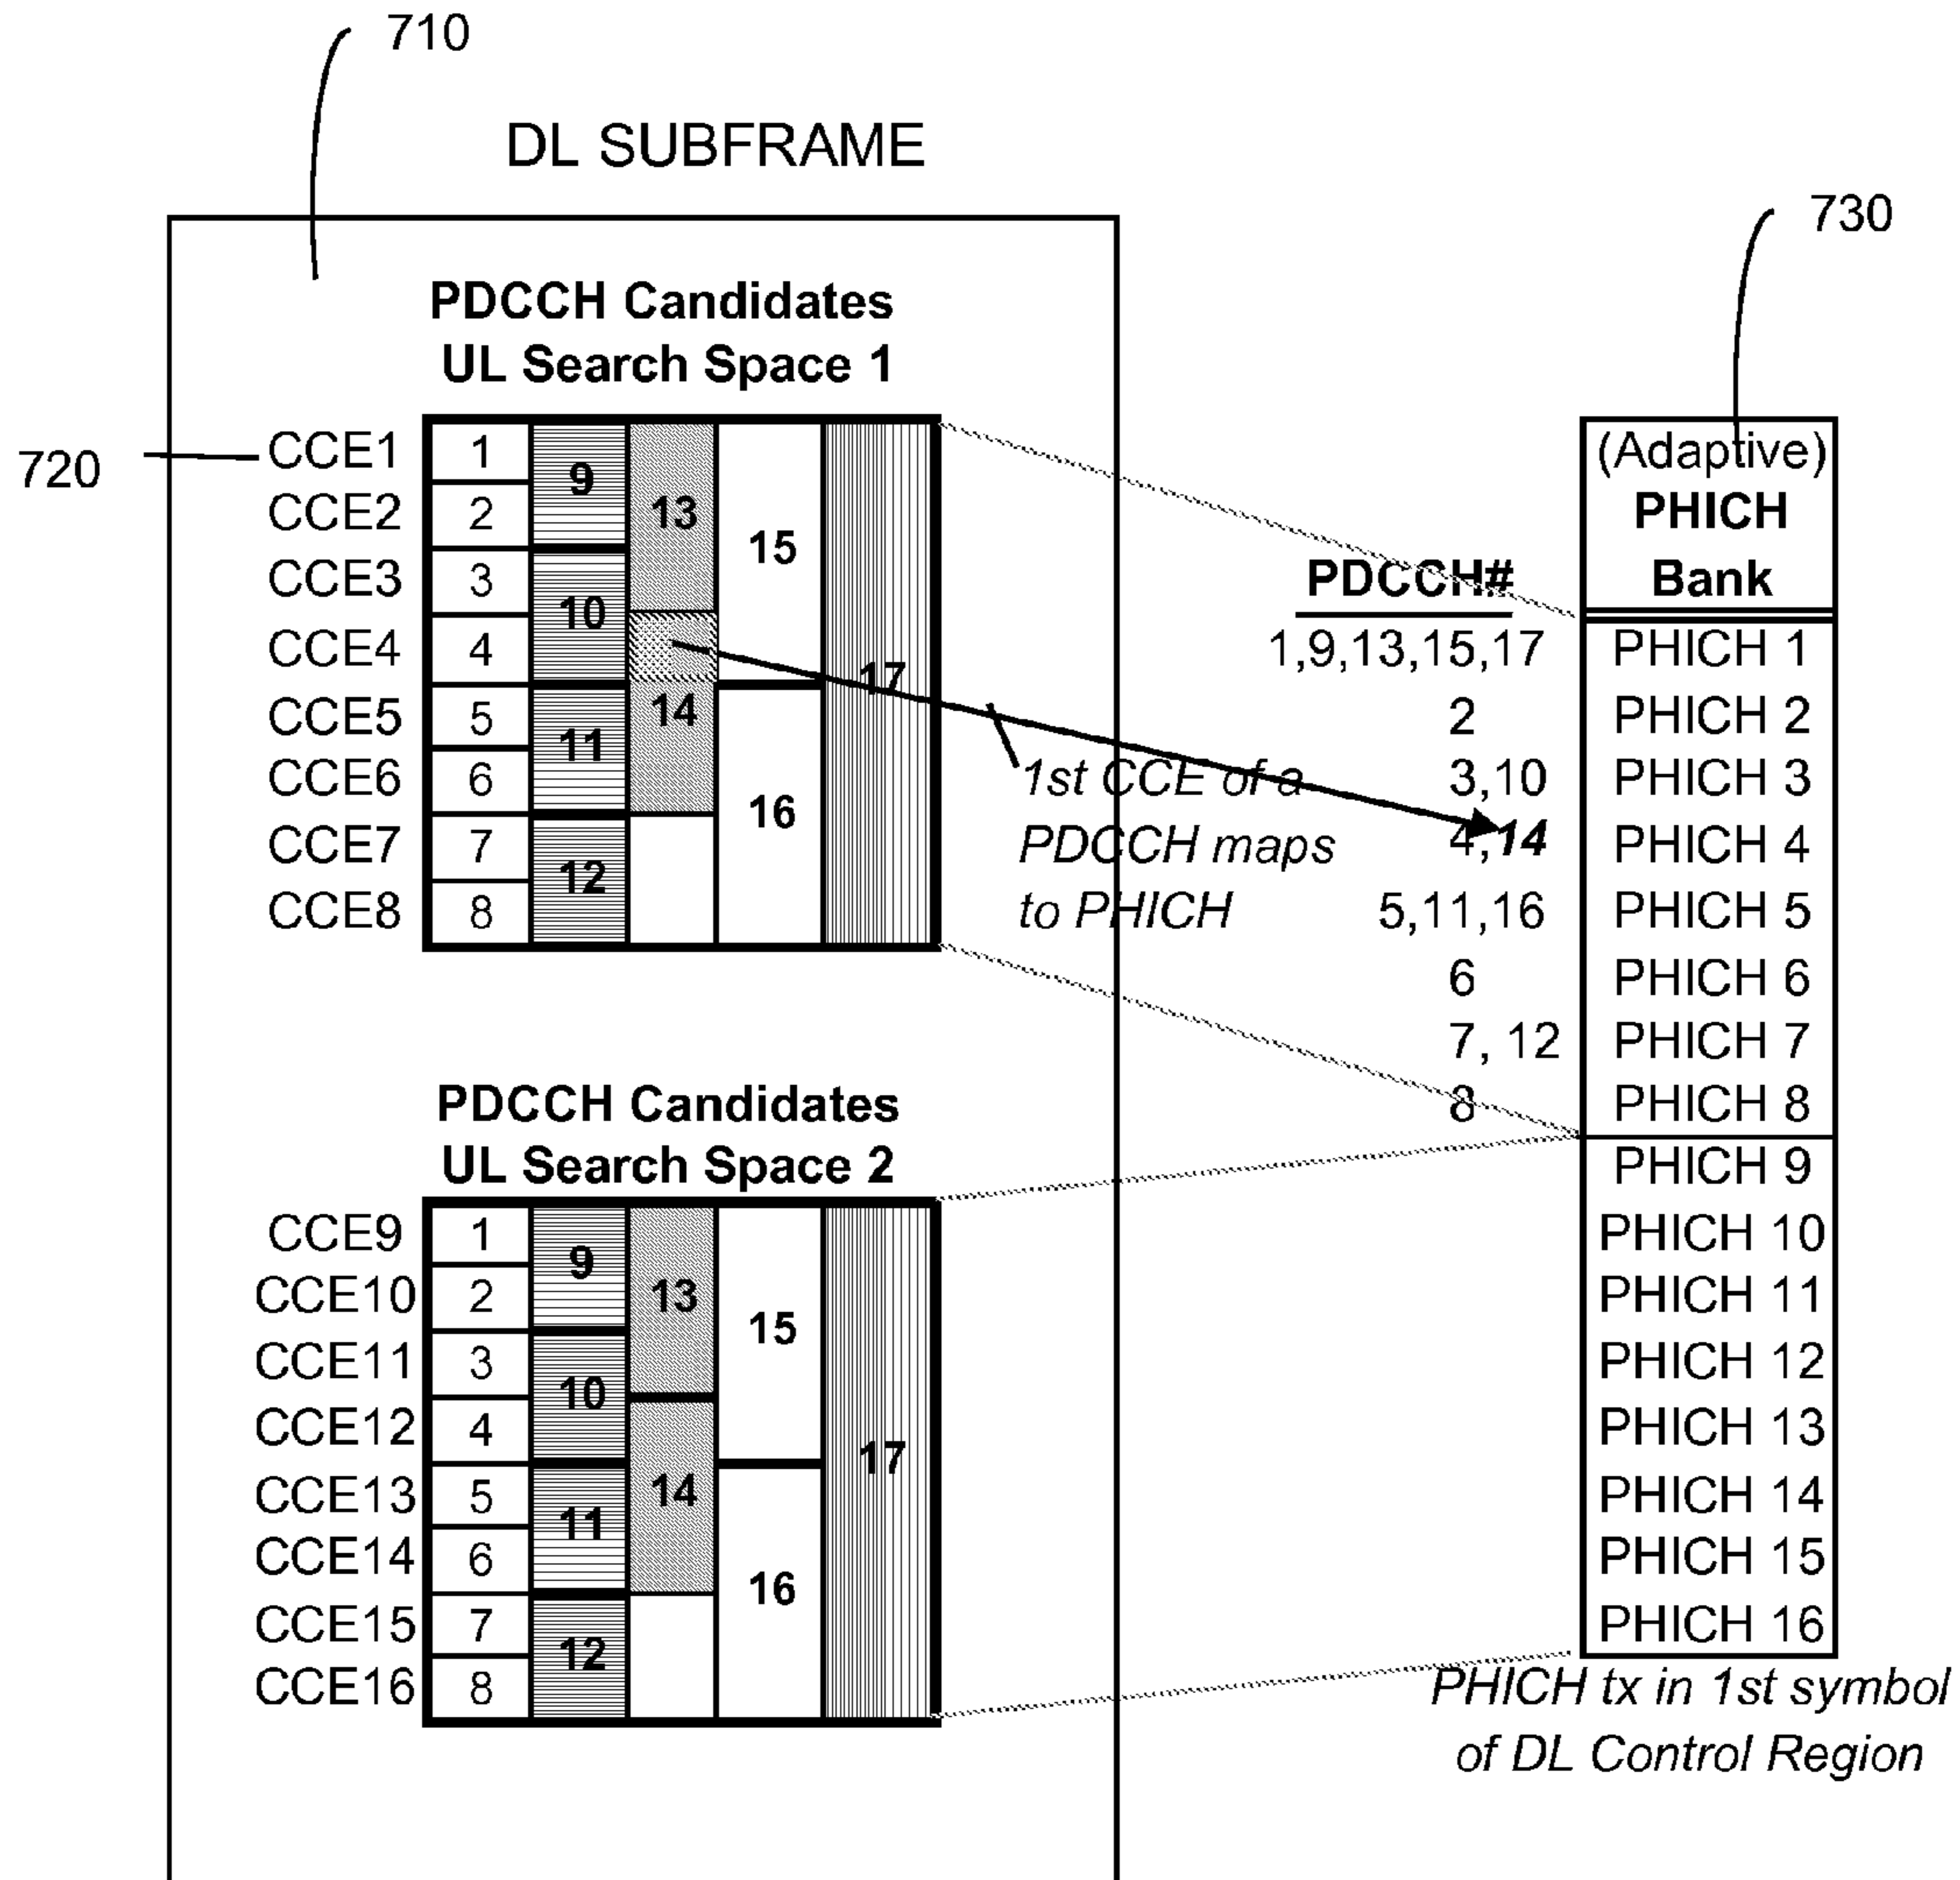 710
DL SUBFRAME
730
PDCCH Candidates
UL Search Space 1
720
CCE1 1
CCE2 2
CCE3 3
CCE4 4
CCE5 5
CCE6 6
CCE7 7
CCE8 8
9
10
11
12
13
14
15
16
17
1st CCE of a
PDCCH maps
to PHICH
(Adaptive)
PHICH
Bank
PDCCH#
1,9,13,15,17 PHICH 1
2 PHICH 2
3,10 PHICH 3
4,14 PHICH 4
5,11,16 PHICH 5
6 PHICH 6
7, 12 PHICH 7
8 PHICH 8
PHICH 9
PHICH 10
PHICH 11
PHICH 12
PHICH 13
PHICH 14
PHICH 15
PHICH 16
PDCCH Candidates
UL Search Space 2
CCE9 1
CCE10 2
CCE11 3
CCE12 4
CCE13 5
CCE14 6
CCE15 7
CCE16 8
9
10
11
12
13
14
15
16
17
PHICH tx in 1st symbol
of DL Control Region